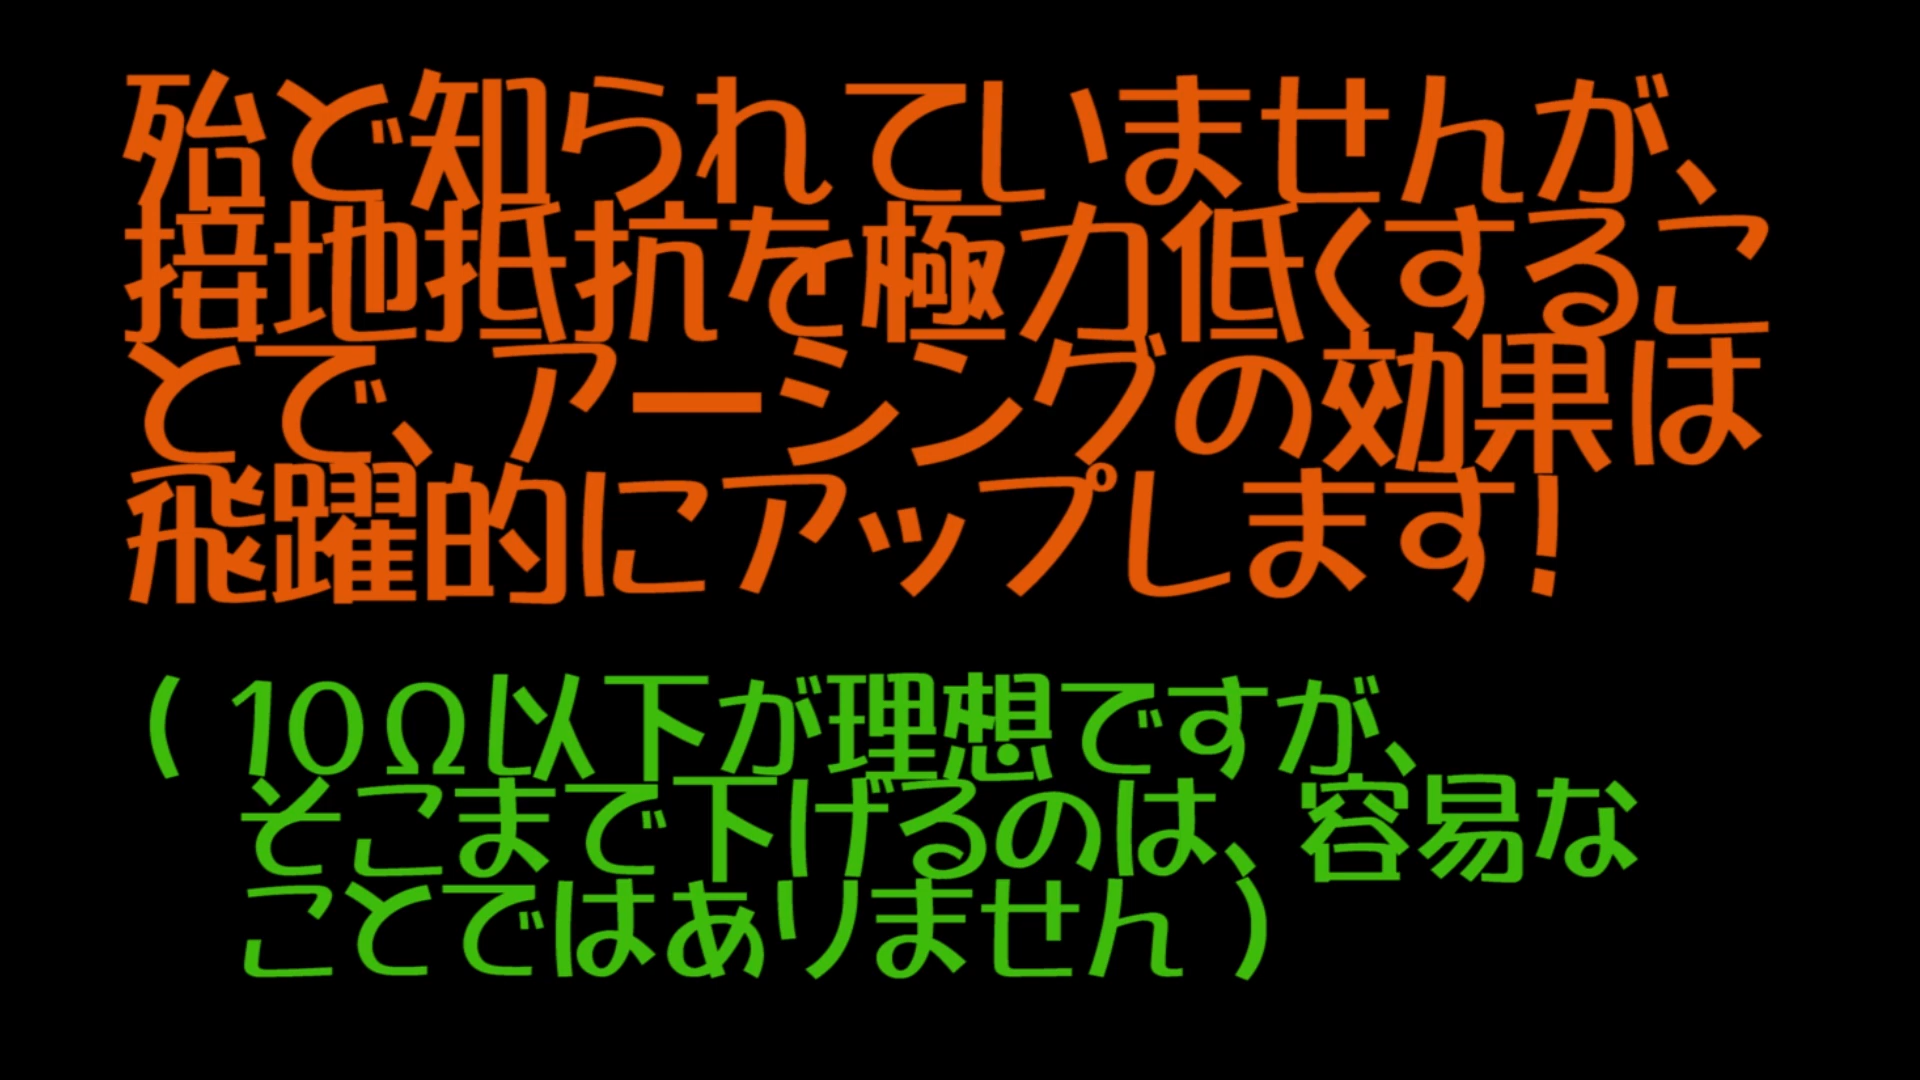 殆ど知られていませんが、
接地抵抗を極力低くするこ
とで、アーシングの効果は
飛躍的にアップします!
( 10Ω以下が理想ですが、
そこまで下げるのは、容易な
ことではありません )